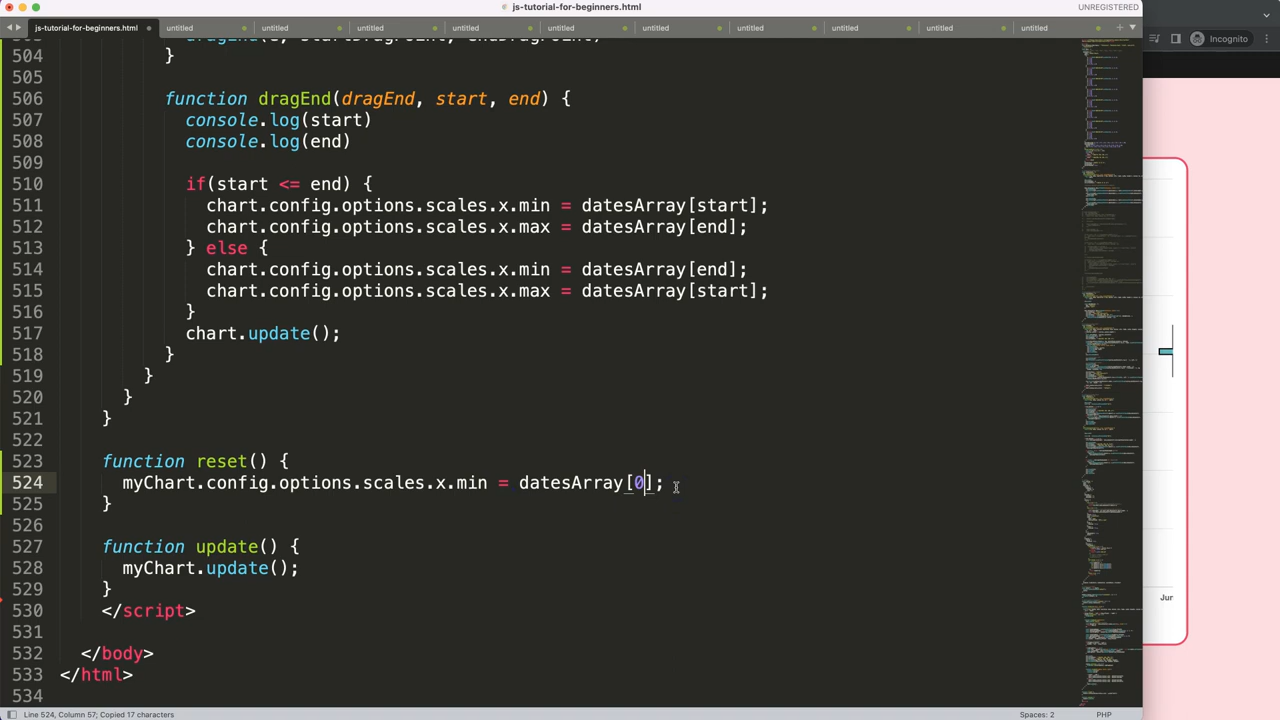 js-tutorial-for-beginners.html
UNREGISTERED
js-tutorial-for-beginners.html untitled untitled untitled untitled untitled untitled untitled untitled untitled untitled
Incognito
504 }
505
506 function dragEnd(dragEnd, start, end) {
507 console.log(start)
508 console.log(end)
509
510 if(start <= end) {
511 chart.config.options.scales.x.min = datesArray[start];
512 chart.config.options.scales.x.max = datesArray[end];
513 } else {
514 chart.config.options.scales.x.min = datesArray[end];
515 chart.config.options.scales.x.max = datesArray[start];
516 }
517 chart.update();
518 }
519 }
520 }
521 }
522
523 function reset() {
524 myChart.config.options.scles.x.min = datesArray[0];
525 }
526
527 function update() {
528 myChart.update();
529 }
530 </script>
531
532 </body>
533 </html>
534
Jur
Line 524, Column 57; Copied 17 characters
Spaces: 2
PHP